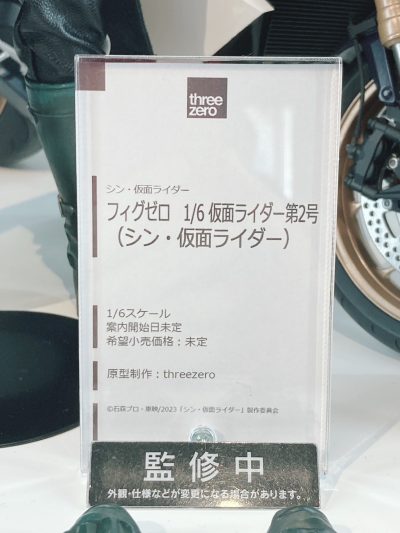 three
zero
シン・仮面ライダー
フィグゼロ 1/6 仮面ライダー第2号
（シン・仮面ライダー）
1/6スケール
案内開始日未定
希望小売価格：未定
原型制作：threezero
©石森プロ・東映/2023「シン・仮面ライダー」製作委員会
監修中
外観・仕様などが変更になる場合があります。